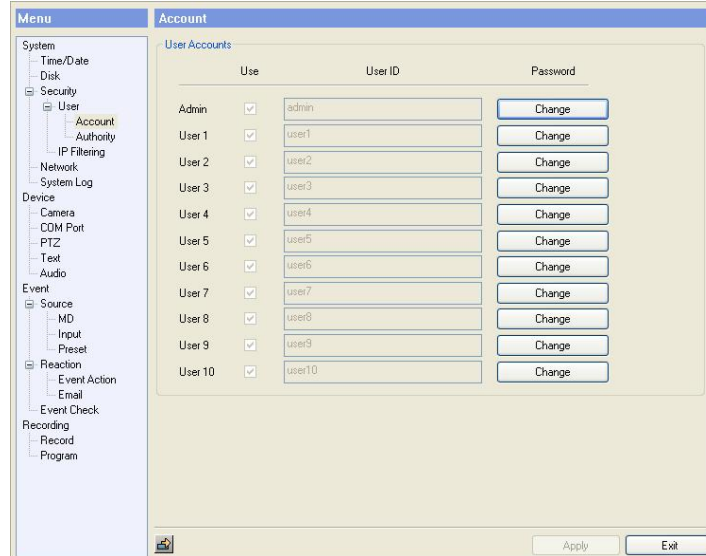 Menu
Account
System
Time/Date
Disk
Security
User
Account
Authority
IP Filtering
Network
System Log
Device
Camera
COM Port
PTZ
Text
Audio
Event
Source
MD
Input
Preset
Reaction
Event Action
Email
Event Check
Recording
Record
Program
User Accounts
Use User ID Password
Admin admin Change
User 1 user1 Change
User 2 user2 Change
User 3 user3 Change
User 4 user4 Change
User 5 user5 Change
User 6 user6 Change
User 7 user7 Change
User 8 user8 Change
User 9 user9 Change
User 10 user10 Change
Apply Exit